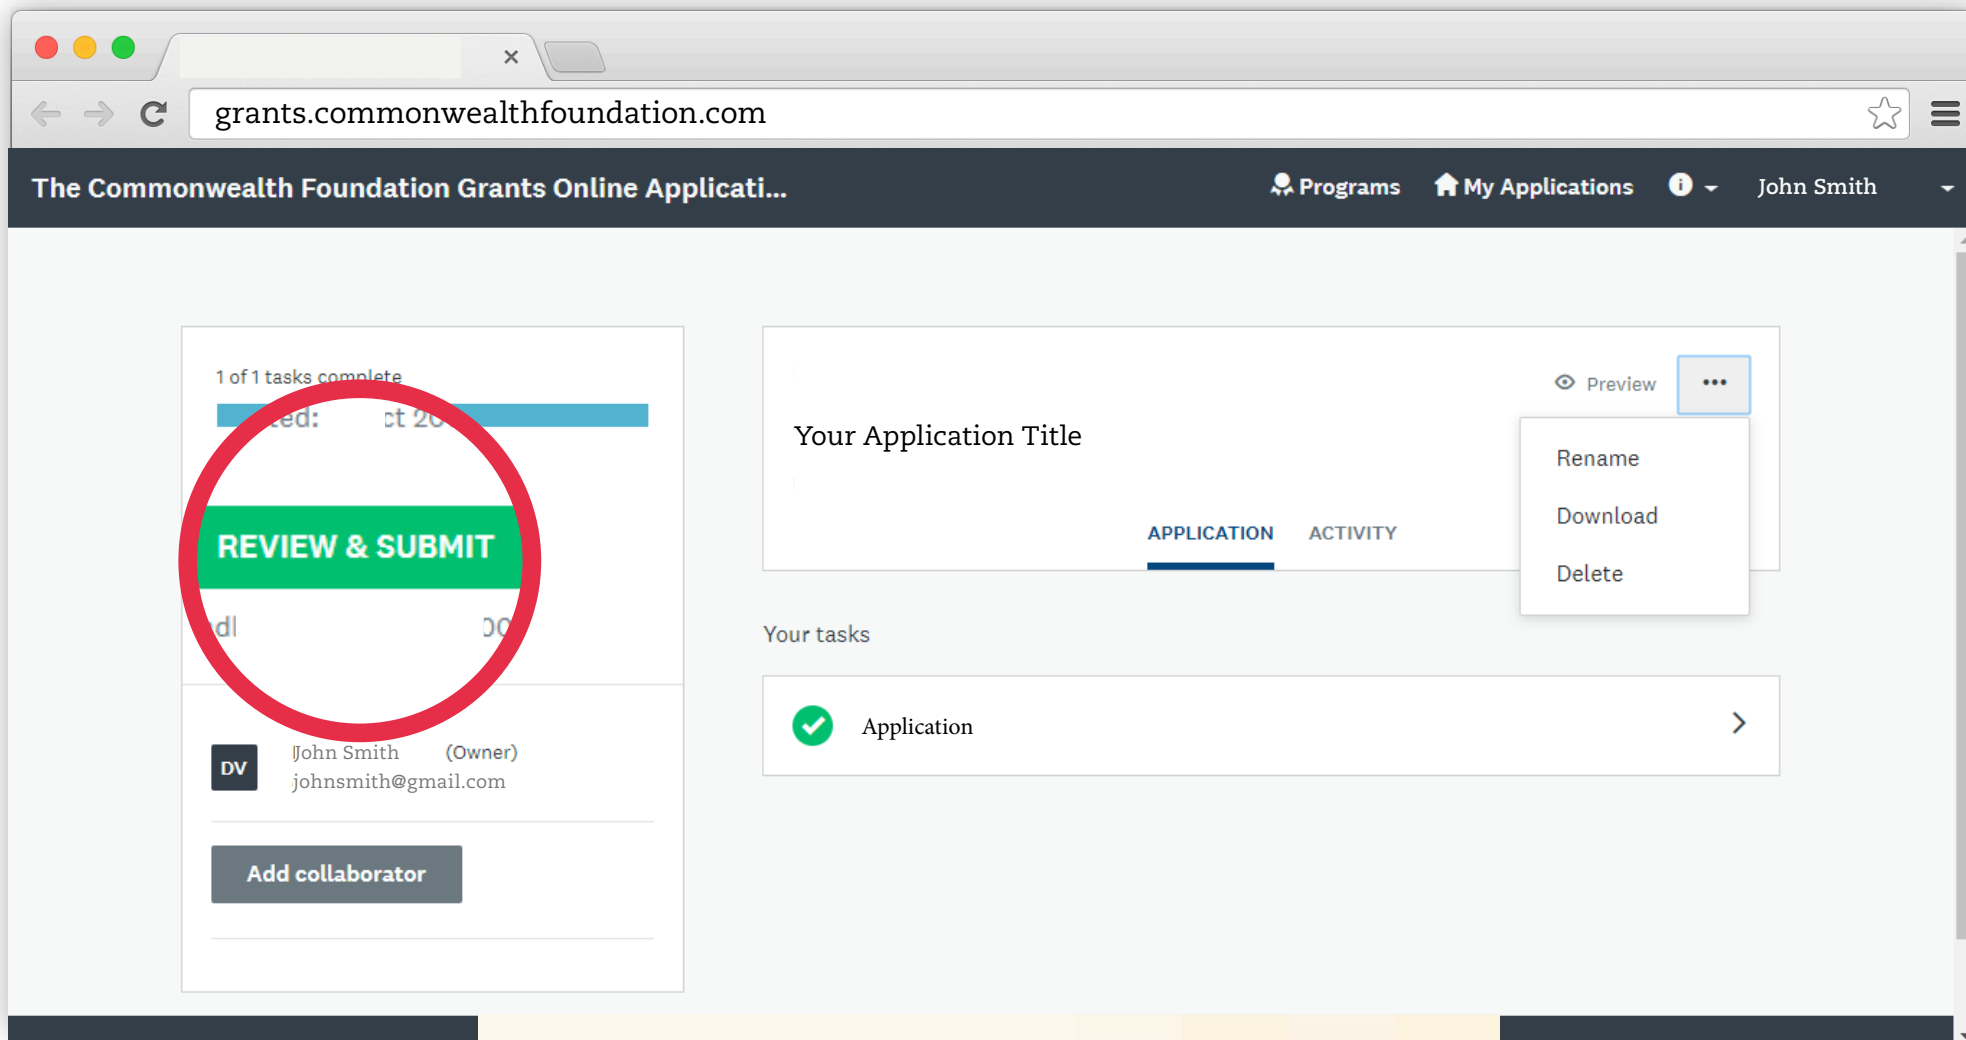 grants.commonwealthfoundation.com
The Commonwealth Foundation Grants Online Applicati...
Programs
My Applications
John Smith
1 of 1 tasks complete
REVIEW & SUBMIT
John Smith (Owner)
johnsmith@gmail.com
DV
Add collaborator
Preview
Your Application Title
Rename
Download
Delete
APPLICATION
ACTIVITY
Your tasks
Application